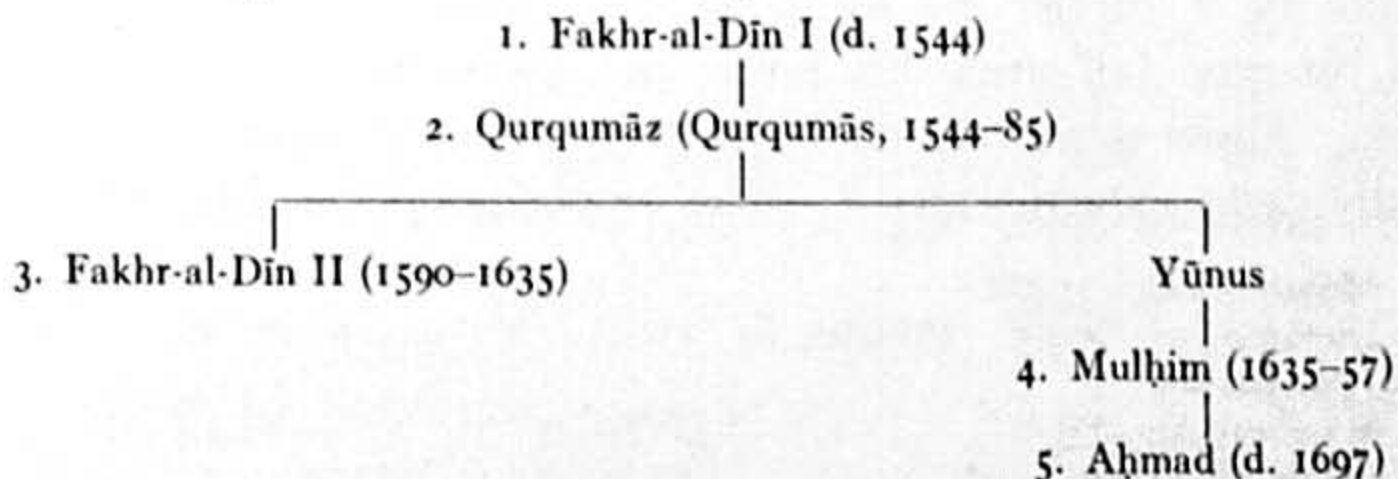 1. Fakhr-al-Dīn I (d. 1544)
2. Qurqumāz (Qurqumās, 1544–85)
3. Fakhr-al-Dīn II (1590–1635)
Yūnus
4. Mulḥim (1635–57)
5. Aḥmad (d. 1697)